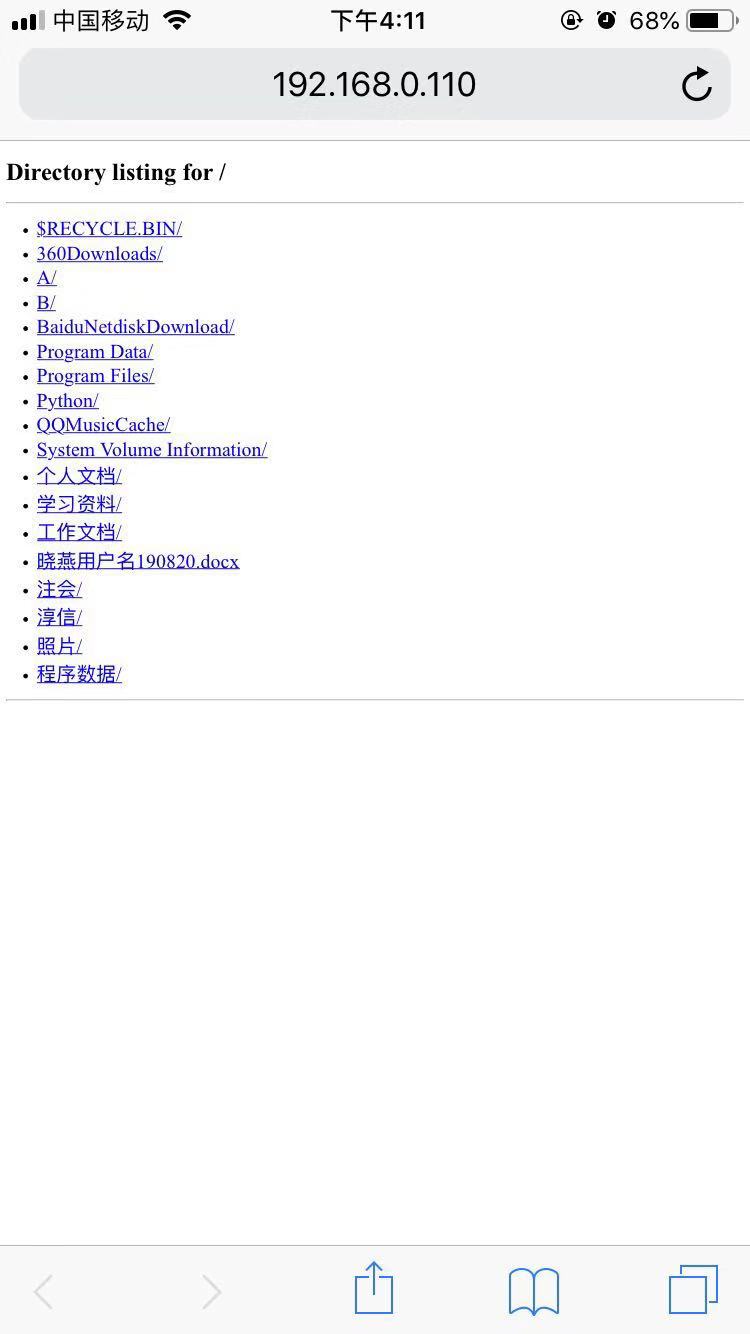 中国移动 下午4:11 68%
192.168.0.110
Directory listing for /
$RECYCLE.BIN/
360Downloads/
A/
B/
BaiduNetdiskDownload/
Program Data/
Program Files/
Python/
QQMusicCache/
System Volume Information/
个人文档/
学习资料/
工作文档/
晓燕用户名190820.docx
注会/
淳信/
照片/
程序数据/